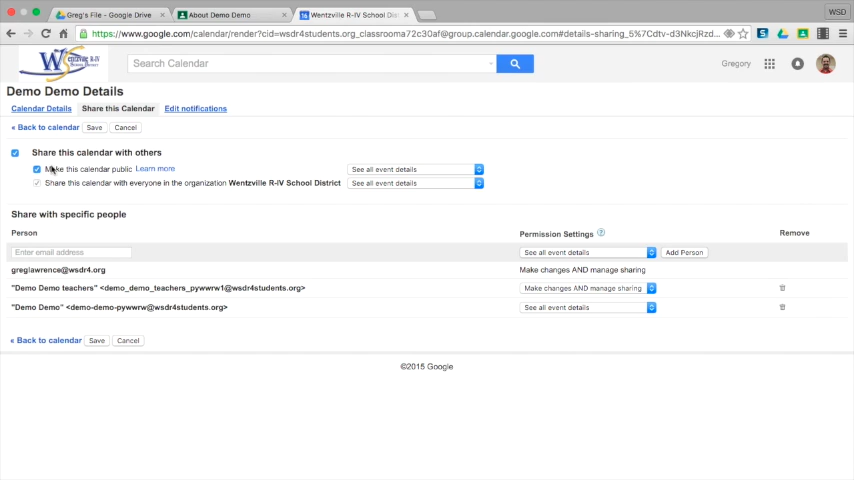 Greg's File - Google Drive
About Demo Demo
Wentzville R-IV School Dis
WSD
https://www.google.com/calendar/render?cid=wsdr4students.org_classrooma72c30af@group.calendar.google.com#details-sharing_5%7Cdtv-d3NkcjRzd...
Wentzville R-IV
Search Calendar
Gregory
Demo Demo Details
Calendar Details Share this Calendar Edit notifications
« Back to calendar Save Cancel
Share this calendar with others
Make this calendar public Learn more See all event details
Share this calendar with everyone in the organization Wentzville R-IV School District See all event details
Share with specific people
Person Permission Settings ? Remove
Enter email address See all event details Add Person
greglawrence@wsdr4.org Make changes AND manage sharing
"Demo Demo teachers" <demo_demo_teachers_pywwrw1@wsdr4students.org> Make changes AND manage sharing
"Demo Demo" <demo-demo-pywwrw@wsdr4students.org> See all event details
« Back to calendar Save Cancel
©2015 Google